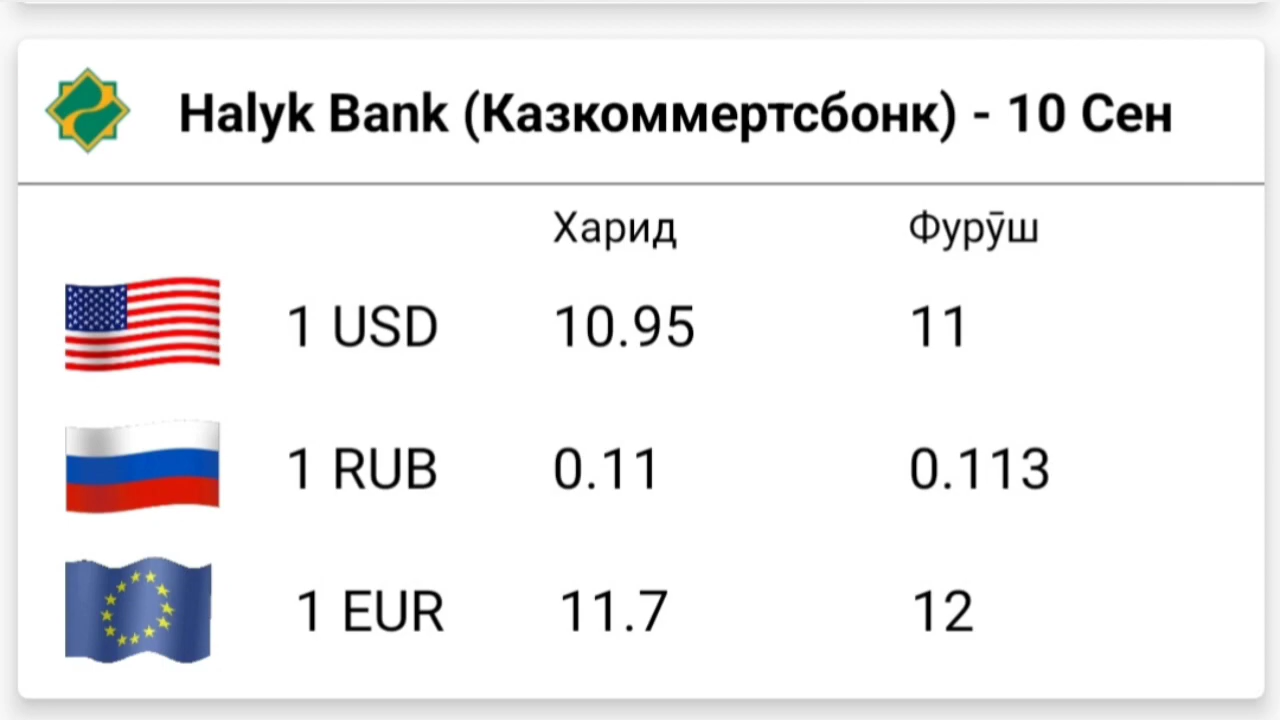 Halyk Bank (Казкоммертсбонк) - 10 Сен
Харид Фурӯш
1 USD 10.95 11
1 RUB 0.11 0.113
1 EUR 11.7 12